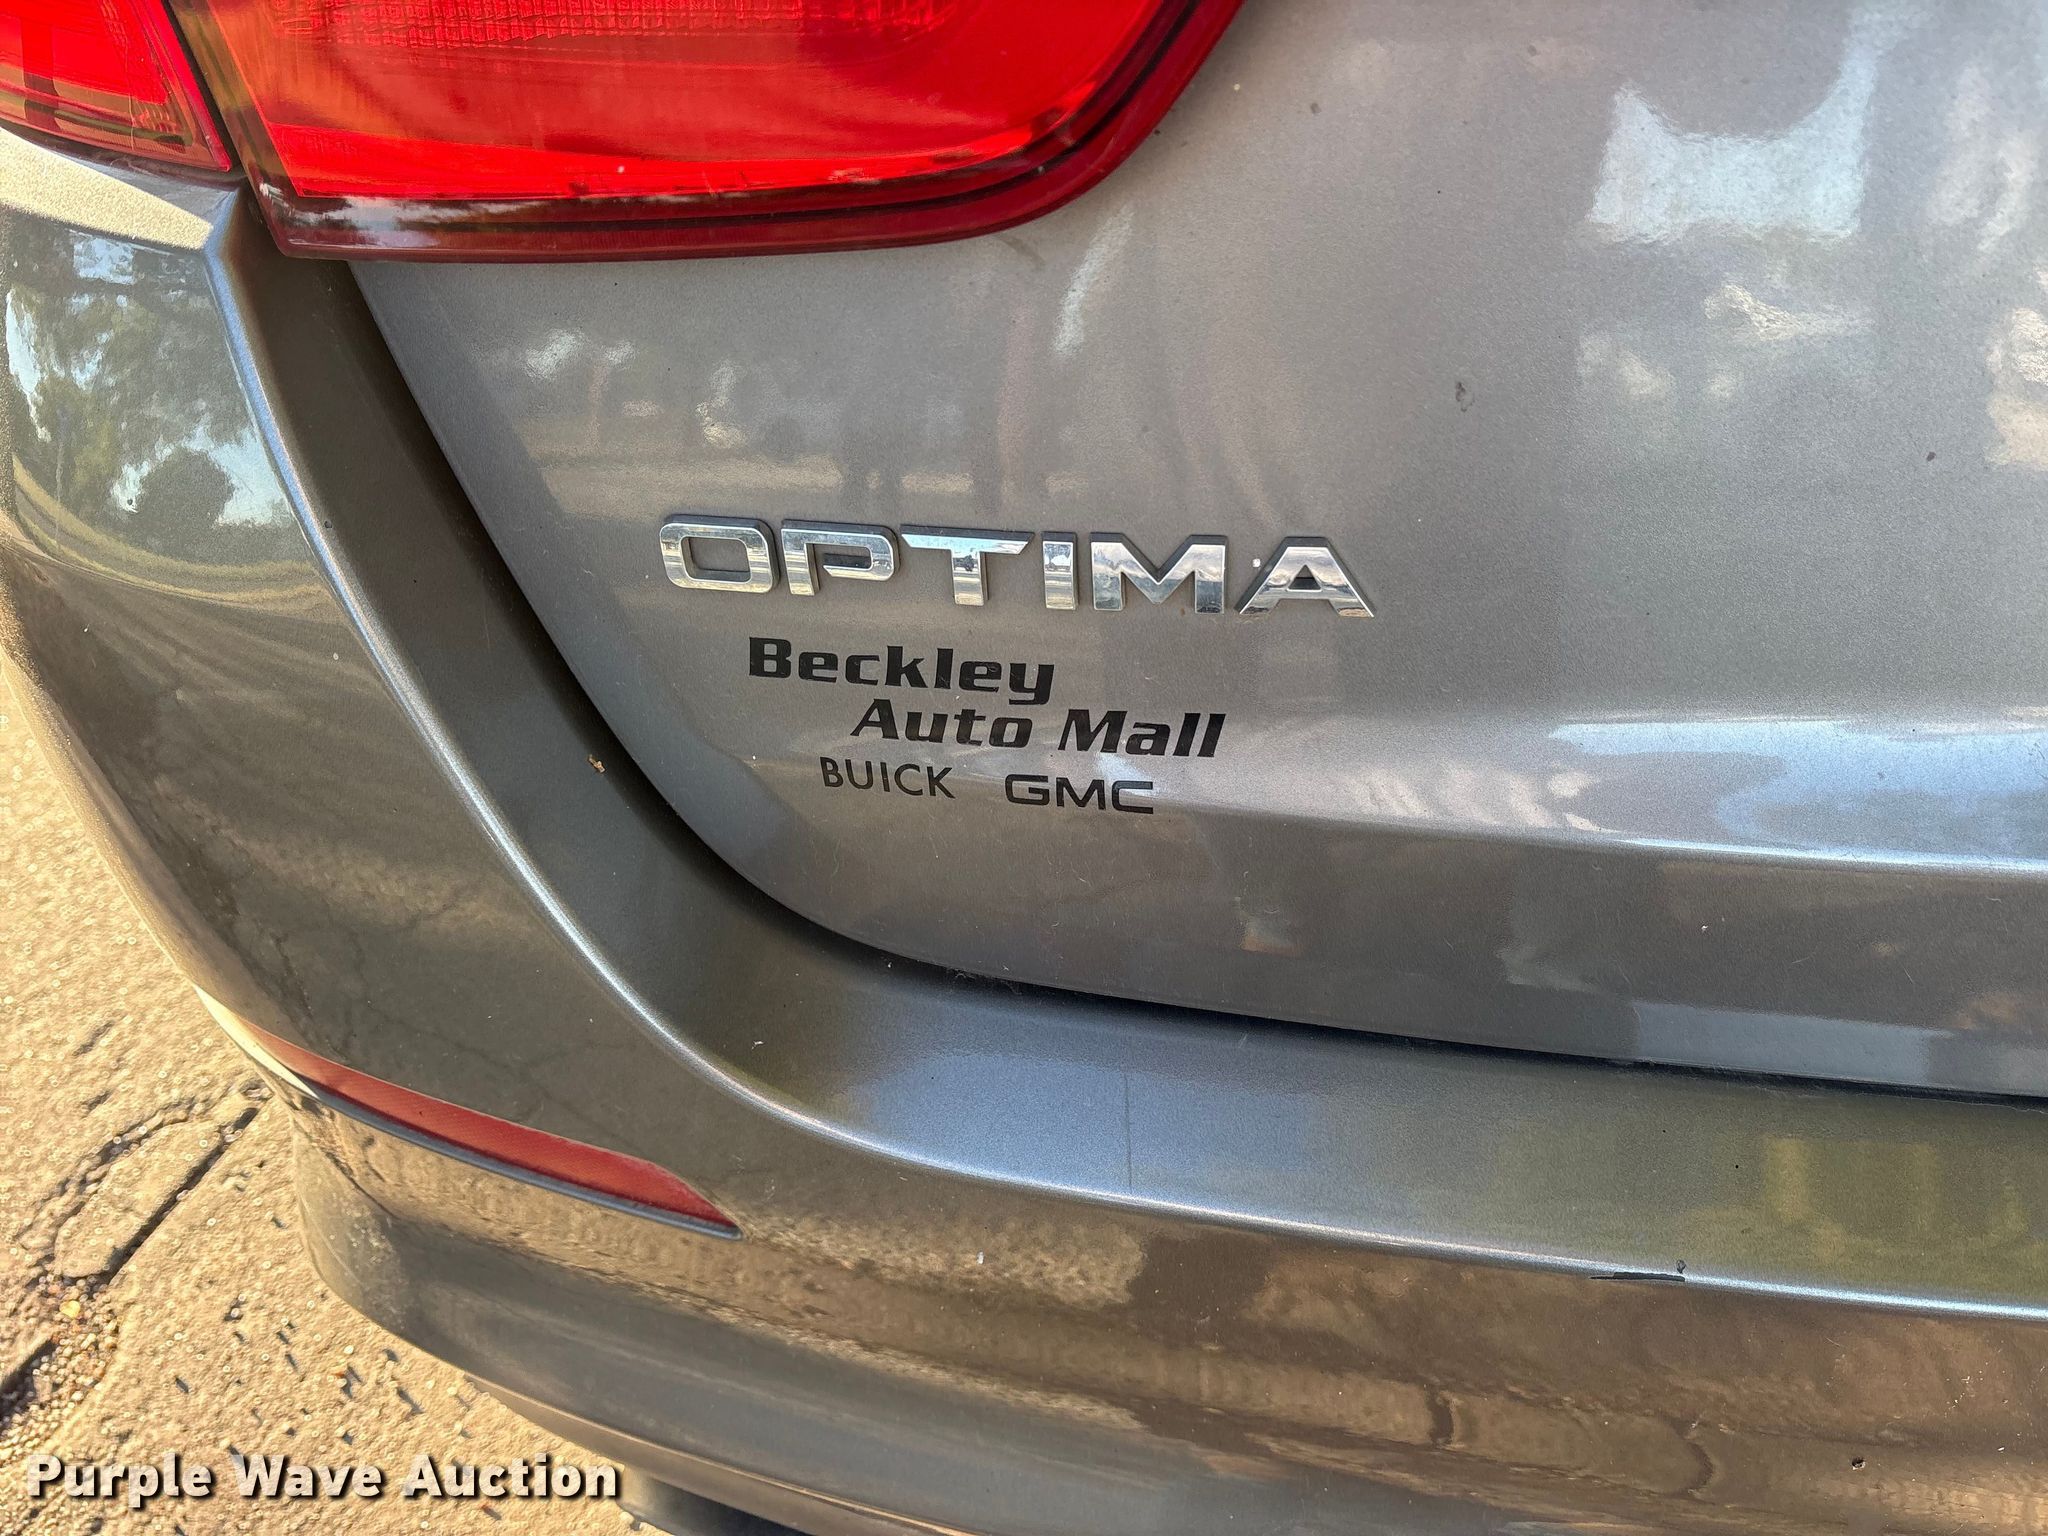 OPTIMA
Beckley
Auto Mall
BUICK GMC
Purple Wave Auction